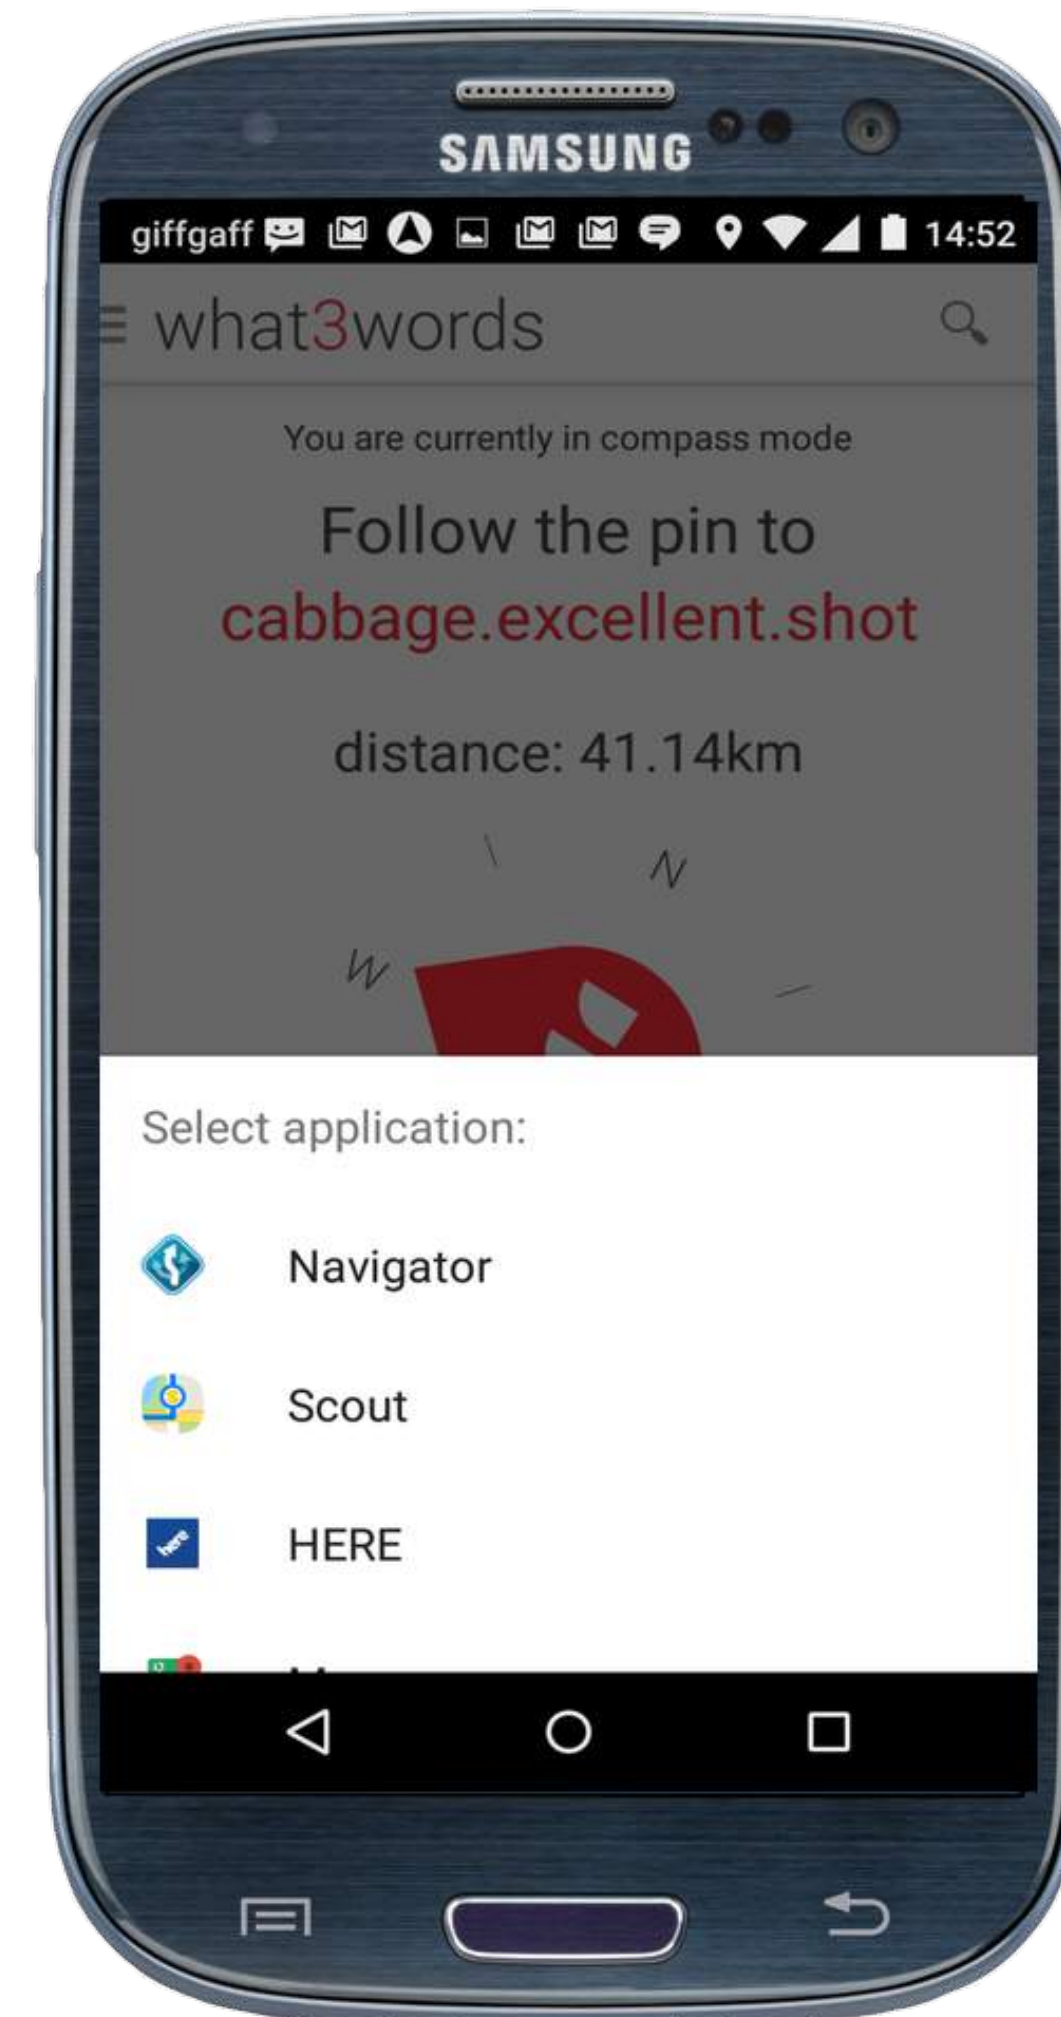 SAMSUNG
giffgaff 14:52
what3words
You are currently in compass mode
Follow the pin to
cabbage.excellent.shot
distance: 41.14km
N
W
Select application:
Navigator
Scout
here HERE